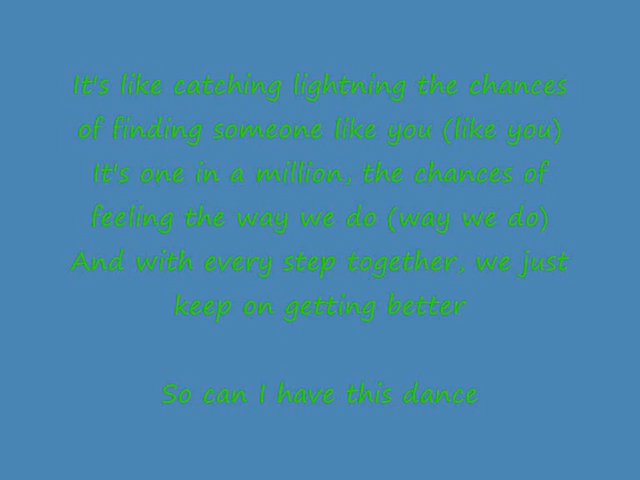 It's like catching lightning the chances
of finding someone like you (like you)
It's one in a million, the chances of
feeling the way we do (way we do)
And with every step together, we just
keep on getting better
So can I have this dance